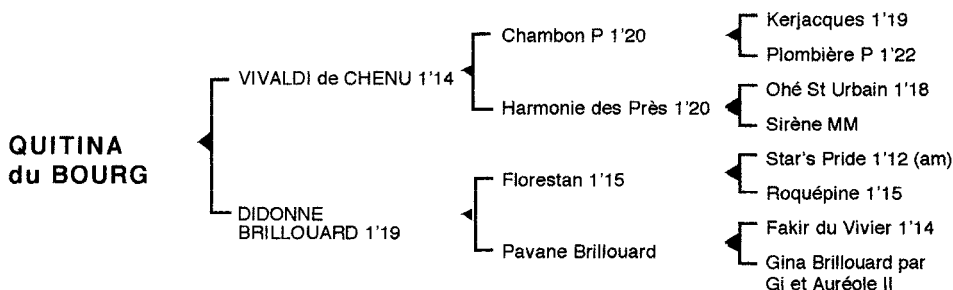 QUITINA
du BOURG
VIVALDI de CHENU 1'14
DIDONNE
BRILLOUARD 1'19
Chambon P 1'20
Harmonie des Près 1'20
Florestan 1'15
Pavane Brillouard
Kerjacques 1'19
Plombière P 1'22
Ohé St Urbain 1'18
Sirène MM
Star's Pride 1'12 (am)
Roquépine 1'15
Fakir du Vivier 1'14
Gina Brillouard par
Gi et Auréole II